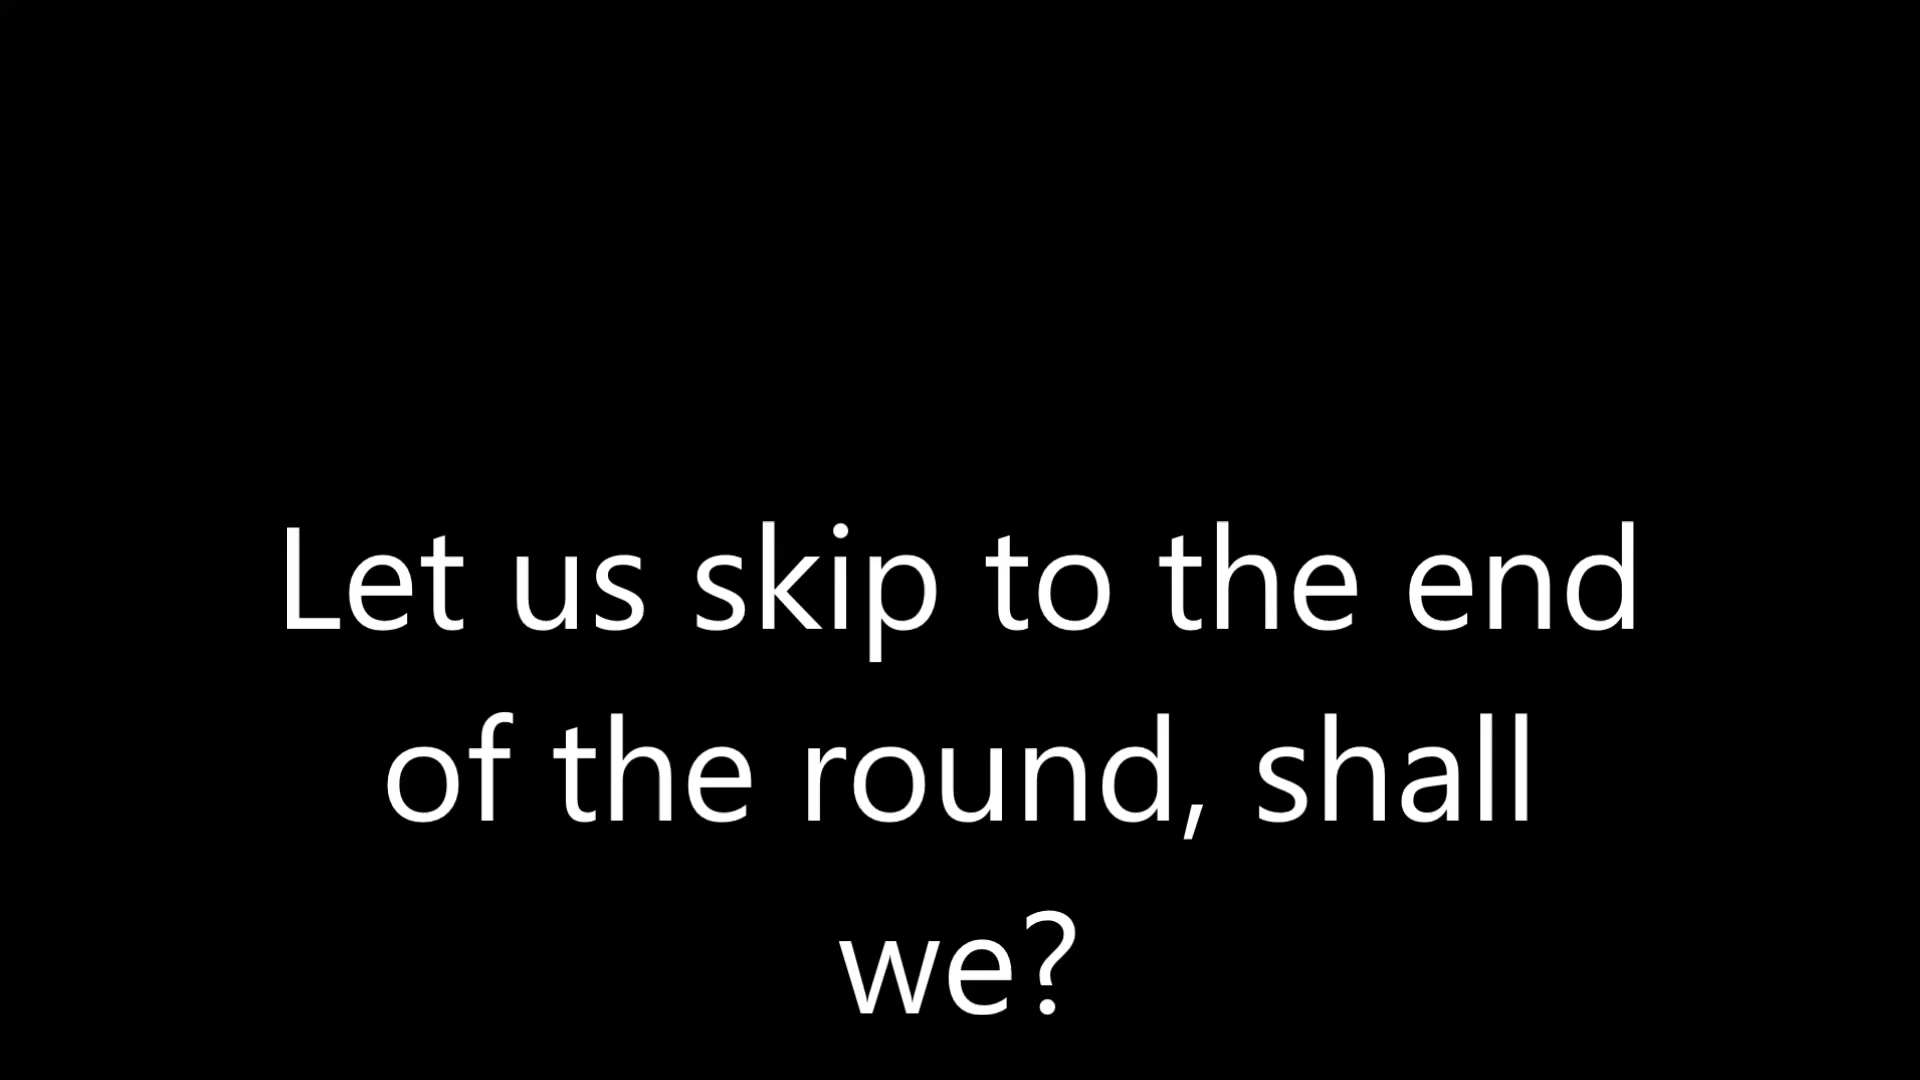 Let us skip to the end
of the round, shall
we?